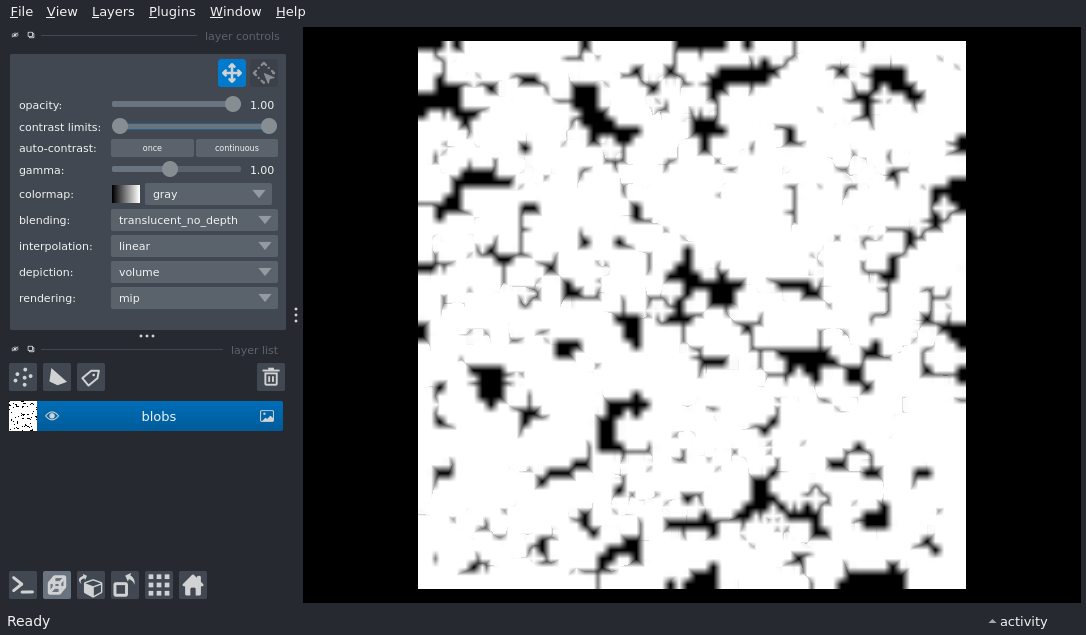 File View Layers Plugins Window Help
layer controls
opacity: 1.00
contrast limits:
auto-contrast: once continuous
gamma: 1.00
colormap: gray
blending: translucent_no_depth
interpolation: linear
depiction: volume
rendering: mip
layer list
blobs
Ready
activity